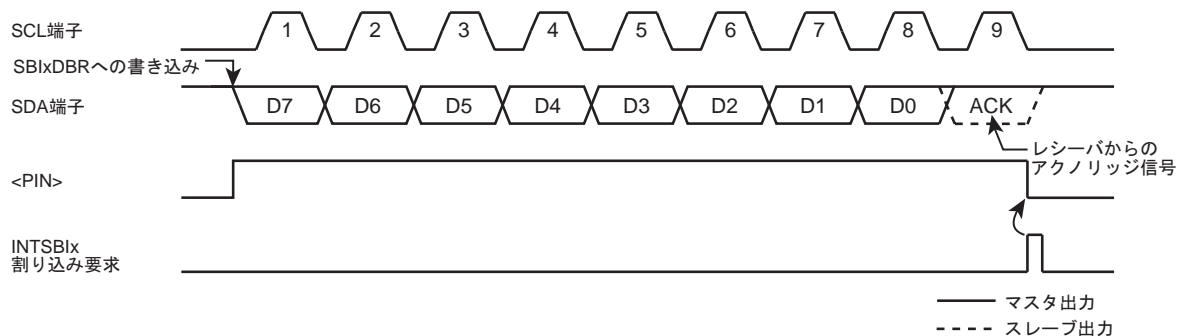 SCL端子
1 2 3 4 5 6 7 8 9
SBIxDBRへの書き込み
SDA端子
D7 D6 D5 D4 D3 D2 D1 D0 ACK
レシーバからの
アクノリッジ信号
<PIN>
INTSBIx
割り込み要求
マスタ出力
スレーブ出力